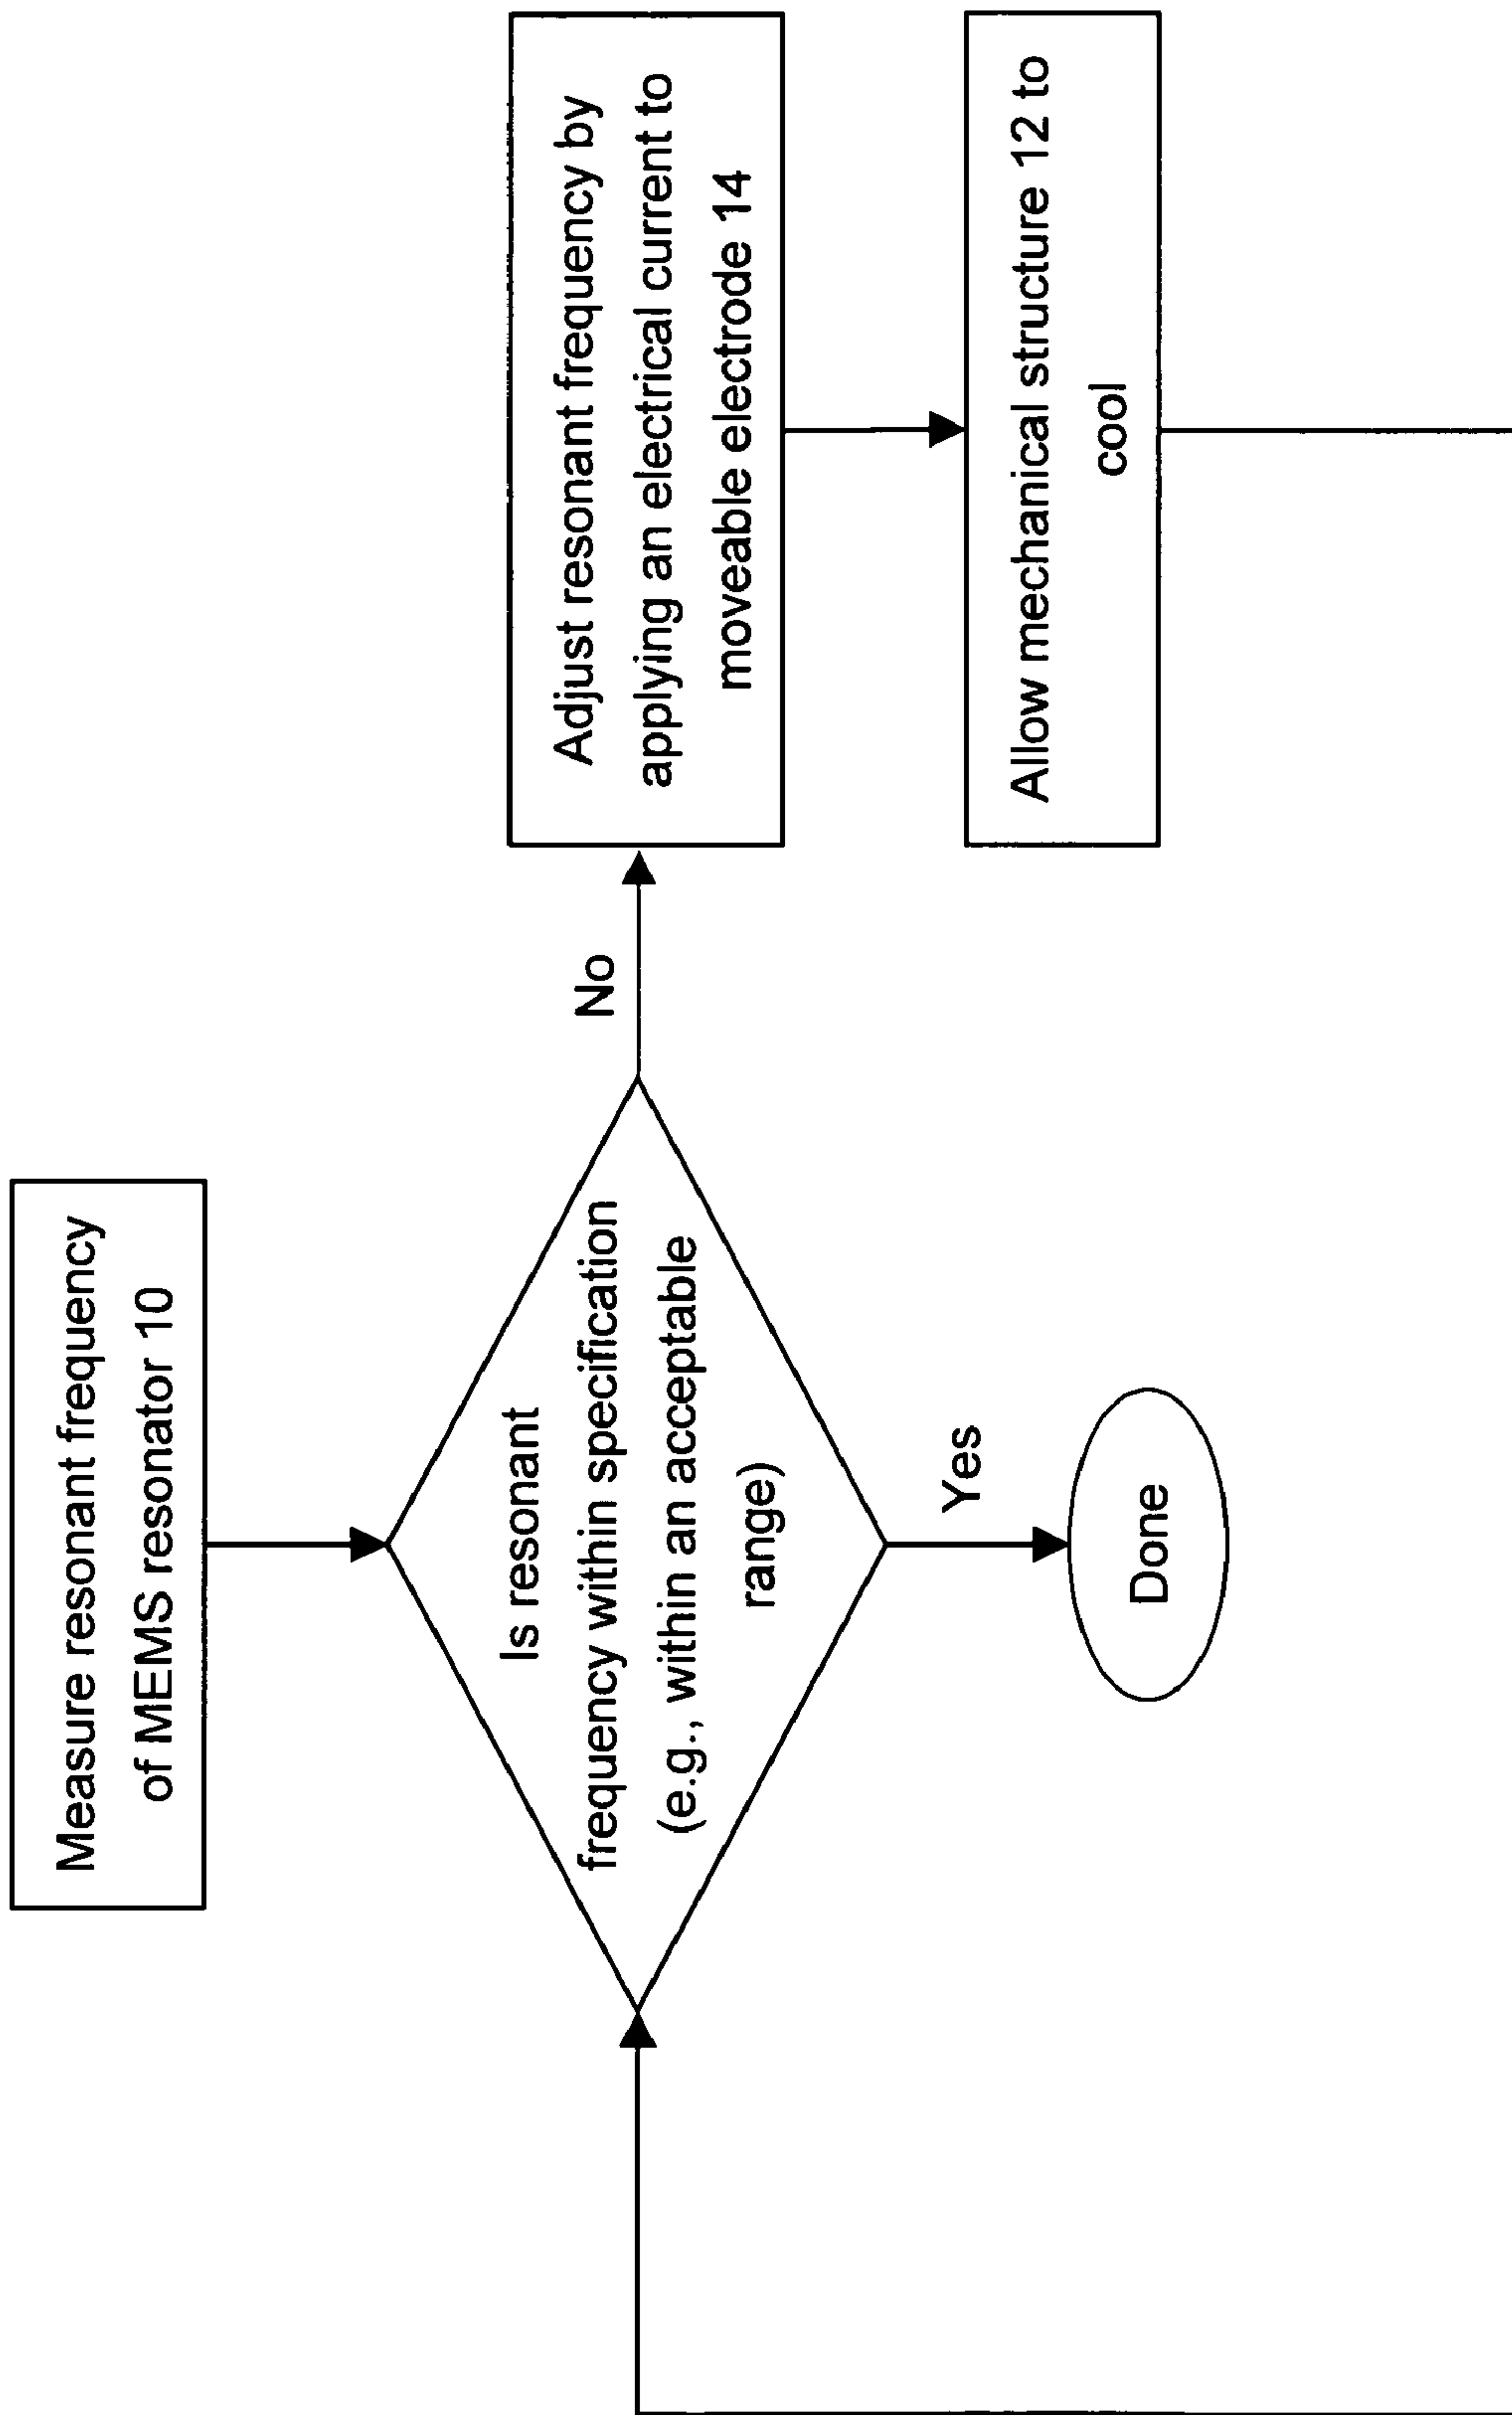 Measure resonant frequency
of MEMS resonator 10
Is resonant
frequency within specification
(e.g., within an acceptable
range)
No
Adjust resonant frequency by
applying an electrical current to
moveable electrode 14
Allow mechanical structure 12 to
cool
Yes
Done